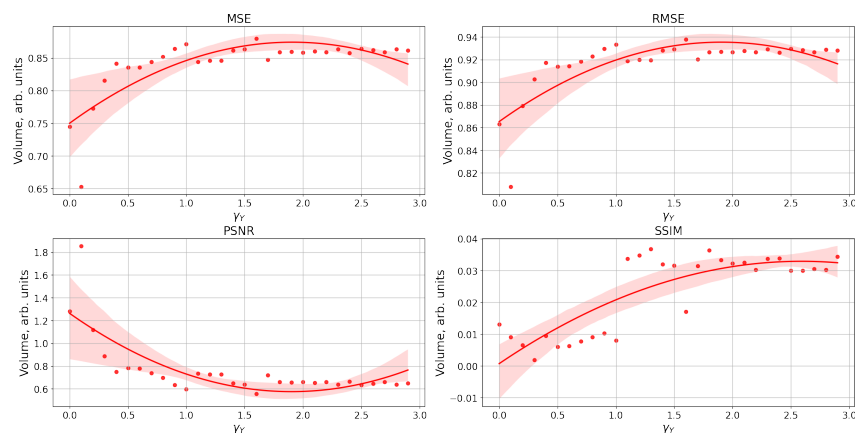 MSE
Volume, arb. units
0.85
0.80
0.75
0.70
0.65
0.0 0.5 1.0 1.5 2.0 2.5 3.0
γY
RMSE
Volume, arb. units
0.94
0.92
0.90
0.88
0.86
0.84
0.82
0.0 0.5 1.0 1.5 2.0 2.5 3.0
γY
PSNR
Volume, arb. units
1.8
1.6
1.4
1.2
1.0
0.8
0.6
0.0 0.5 1.0 1.5 2.0 2.5 3.0
γY
SSIM
Volume, arb. units
0.04
0.03
0.02
0.01
0.00
−0.01
0.0 0.5 1.0 1.5 2.0 2.5 3.0
γY